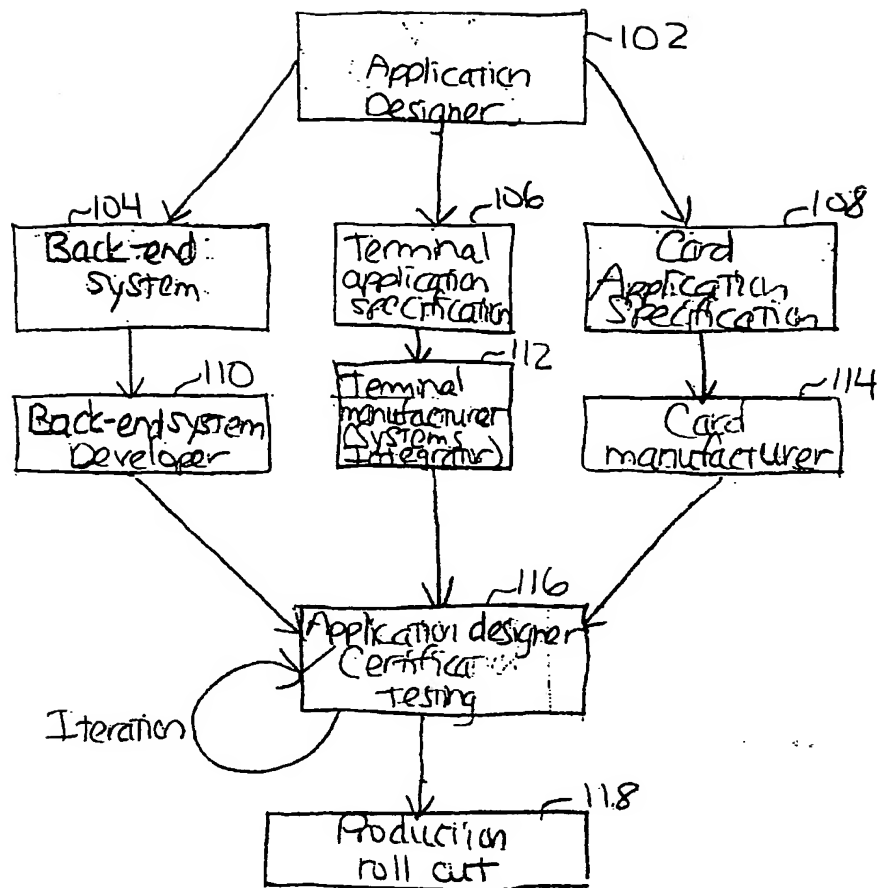 102
Application
Designer
104
Back-end
system
106
Terminal
application
specification
108
Card
Application
Specification
110
Back-end system
Developer
112
Terminal
manufacturer
(systems
Integrator)
114
Card
manufacturer
116
Application designer
Testing
Iteration
118
Production
roll out